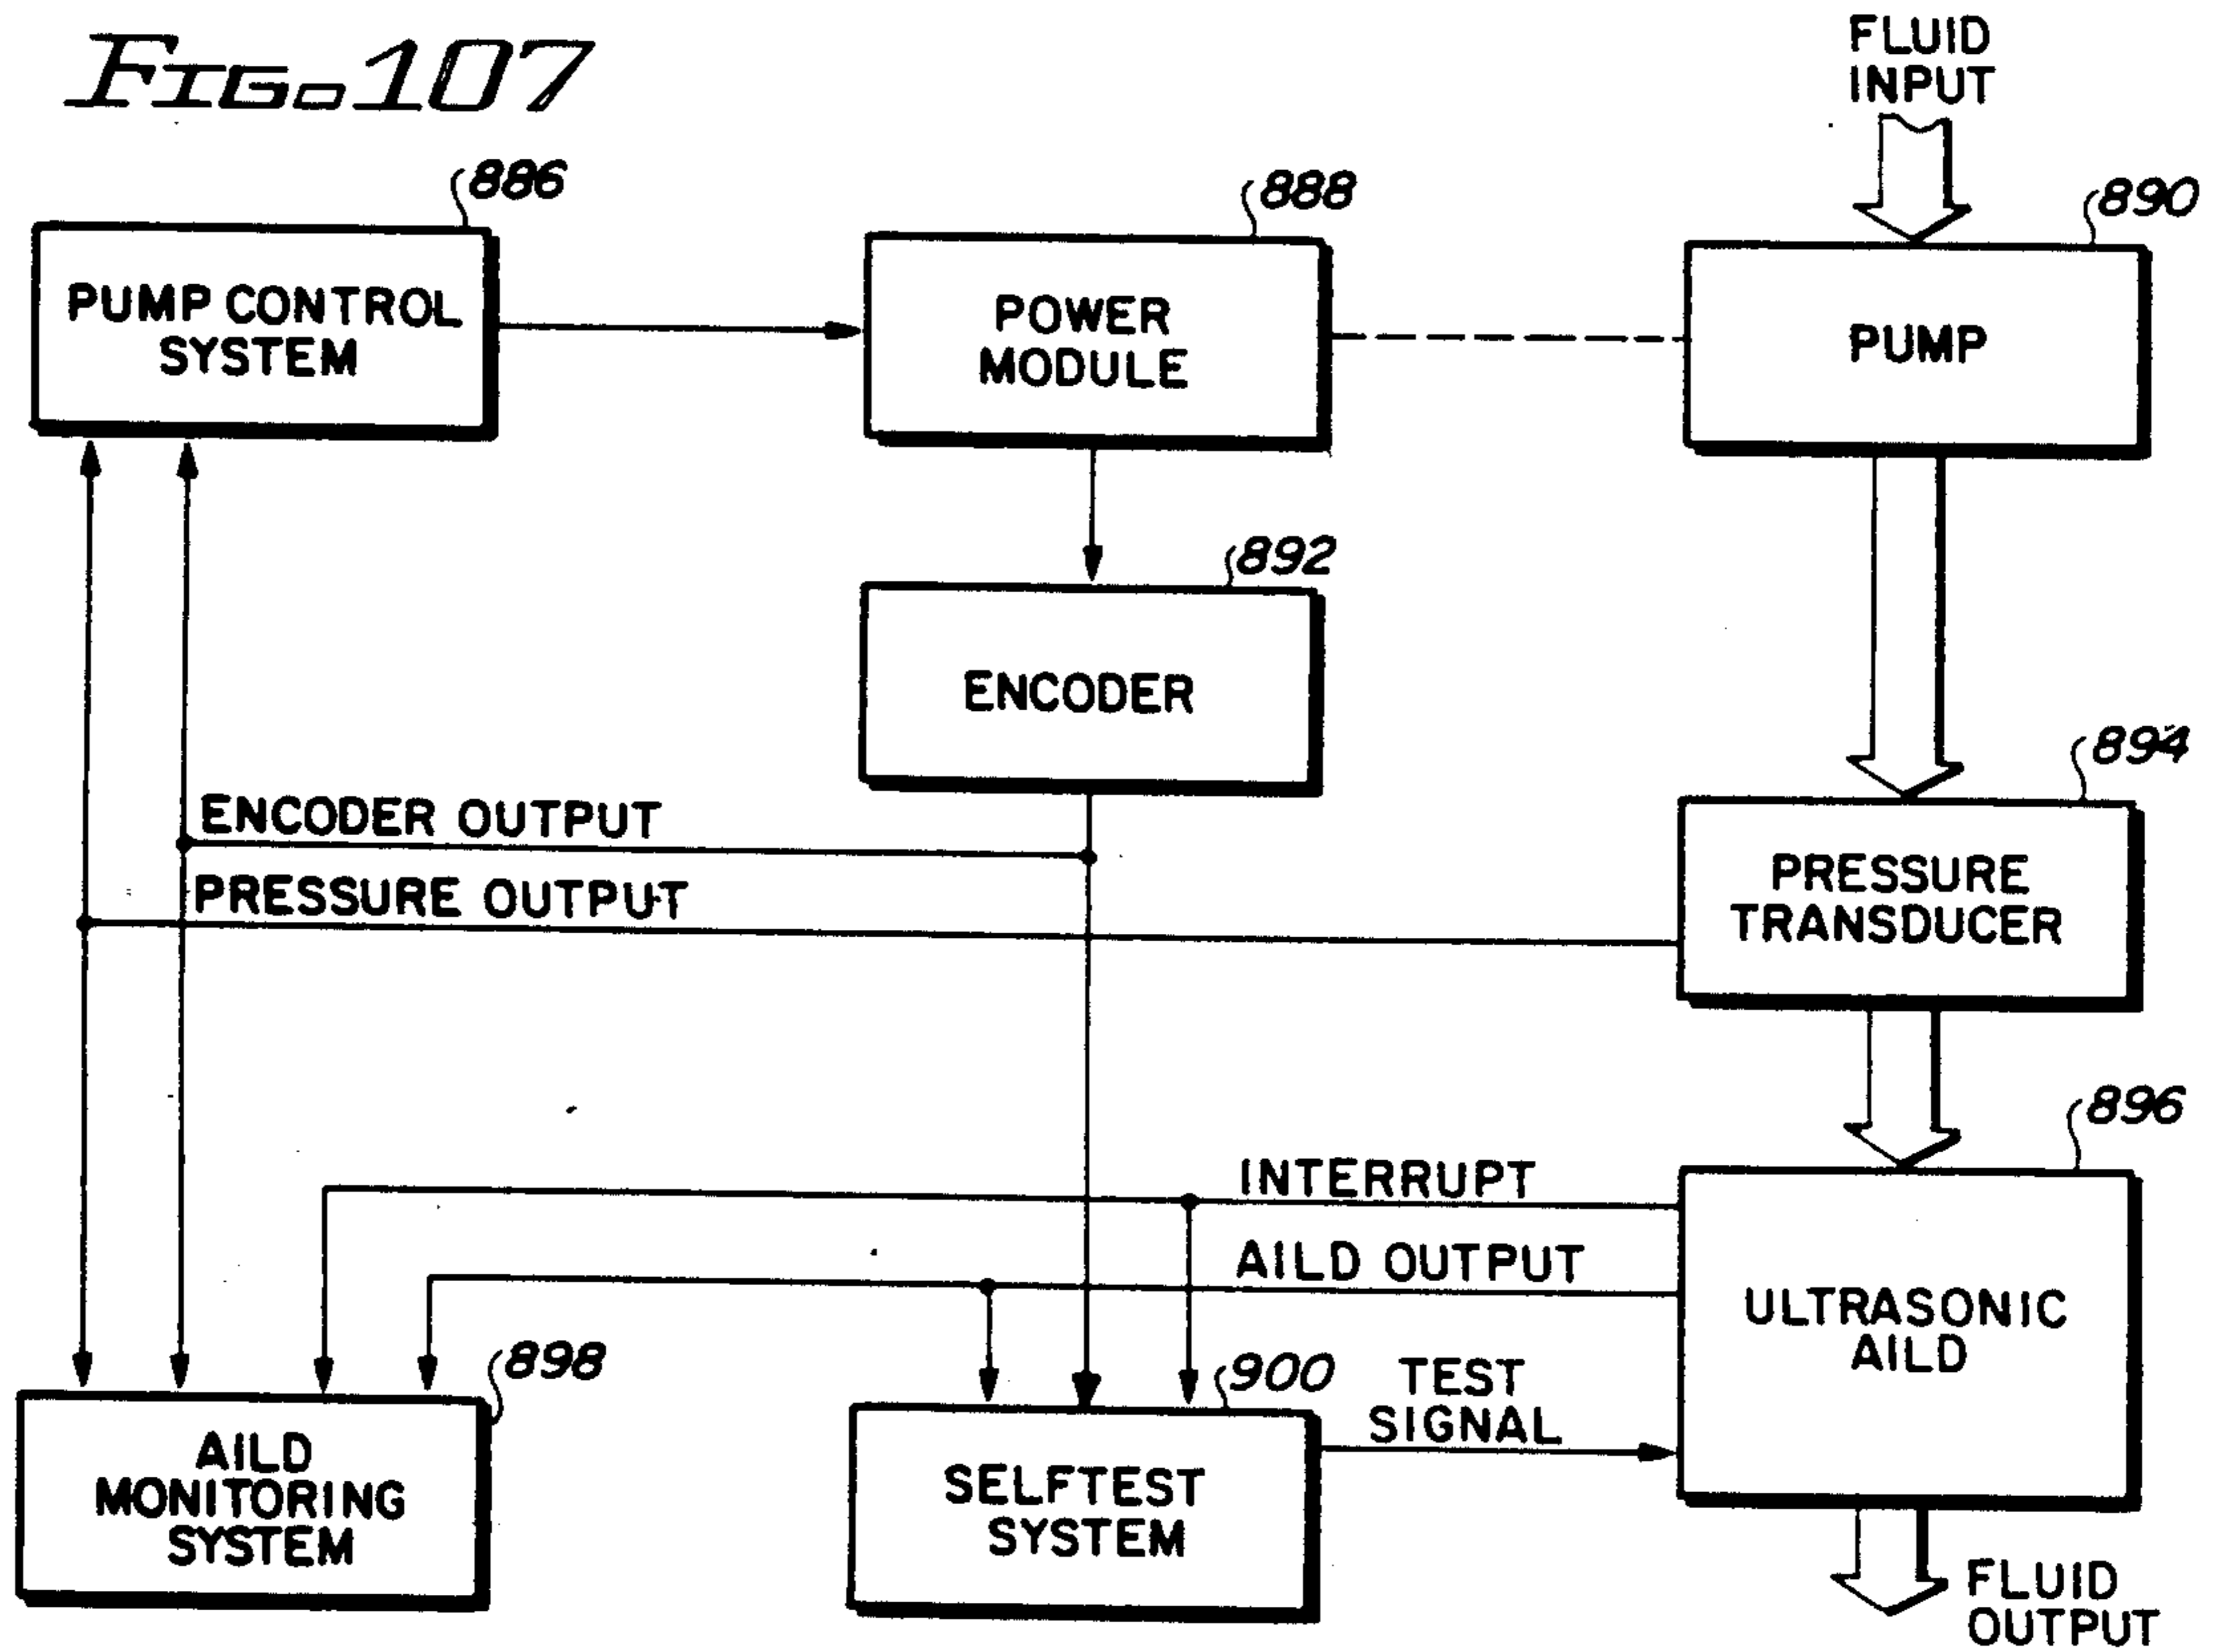 FIG. 107
FLUID
INPUT
886
888
890
PUMP CONTROL
SYSTEM
POWER
MODULE
PUMP
892
ENCODER
894
ENCODER OUTPUT
PRESSURE OUTPUT
PRESSURE
TRANSDUCER
896
INTERRUPT
AILD OUTPUT
ULTRASONIC
AILD
898
900
TEST
SIGNAL
AILD
MONITORING
SYSTEM
SELFTEST
SYSTEM
FLUID
OUTPUT